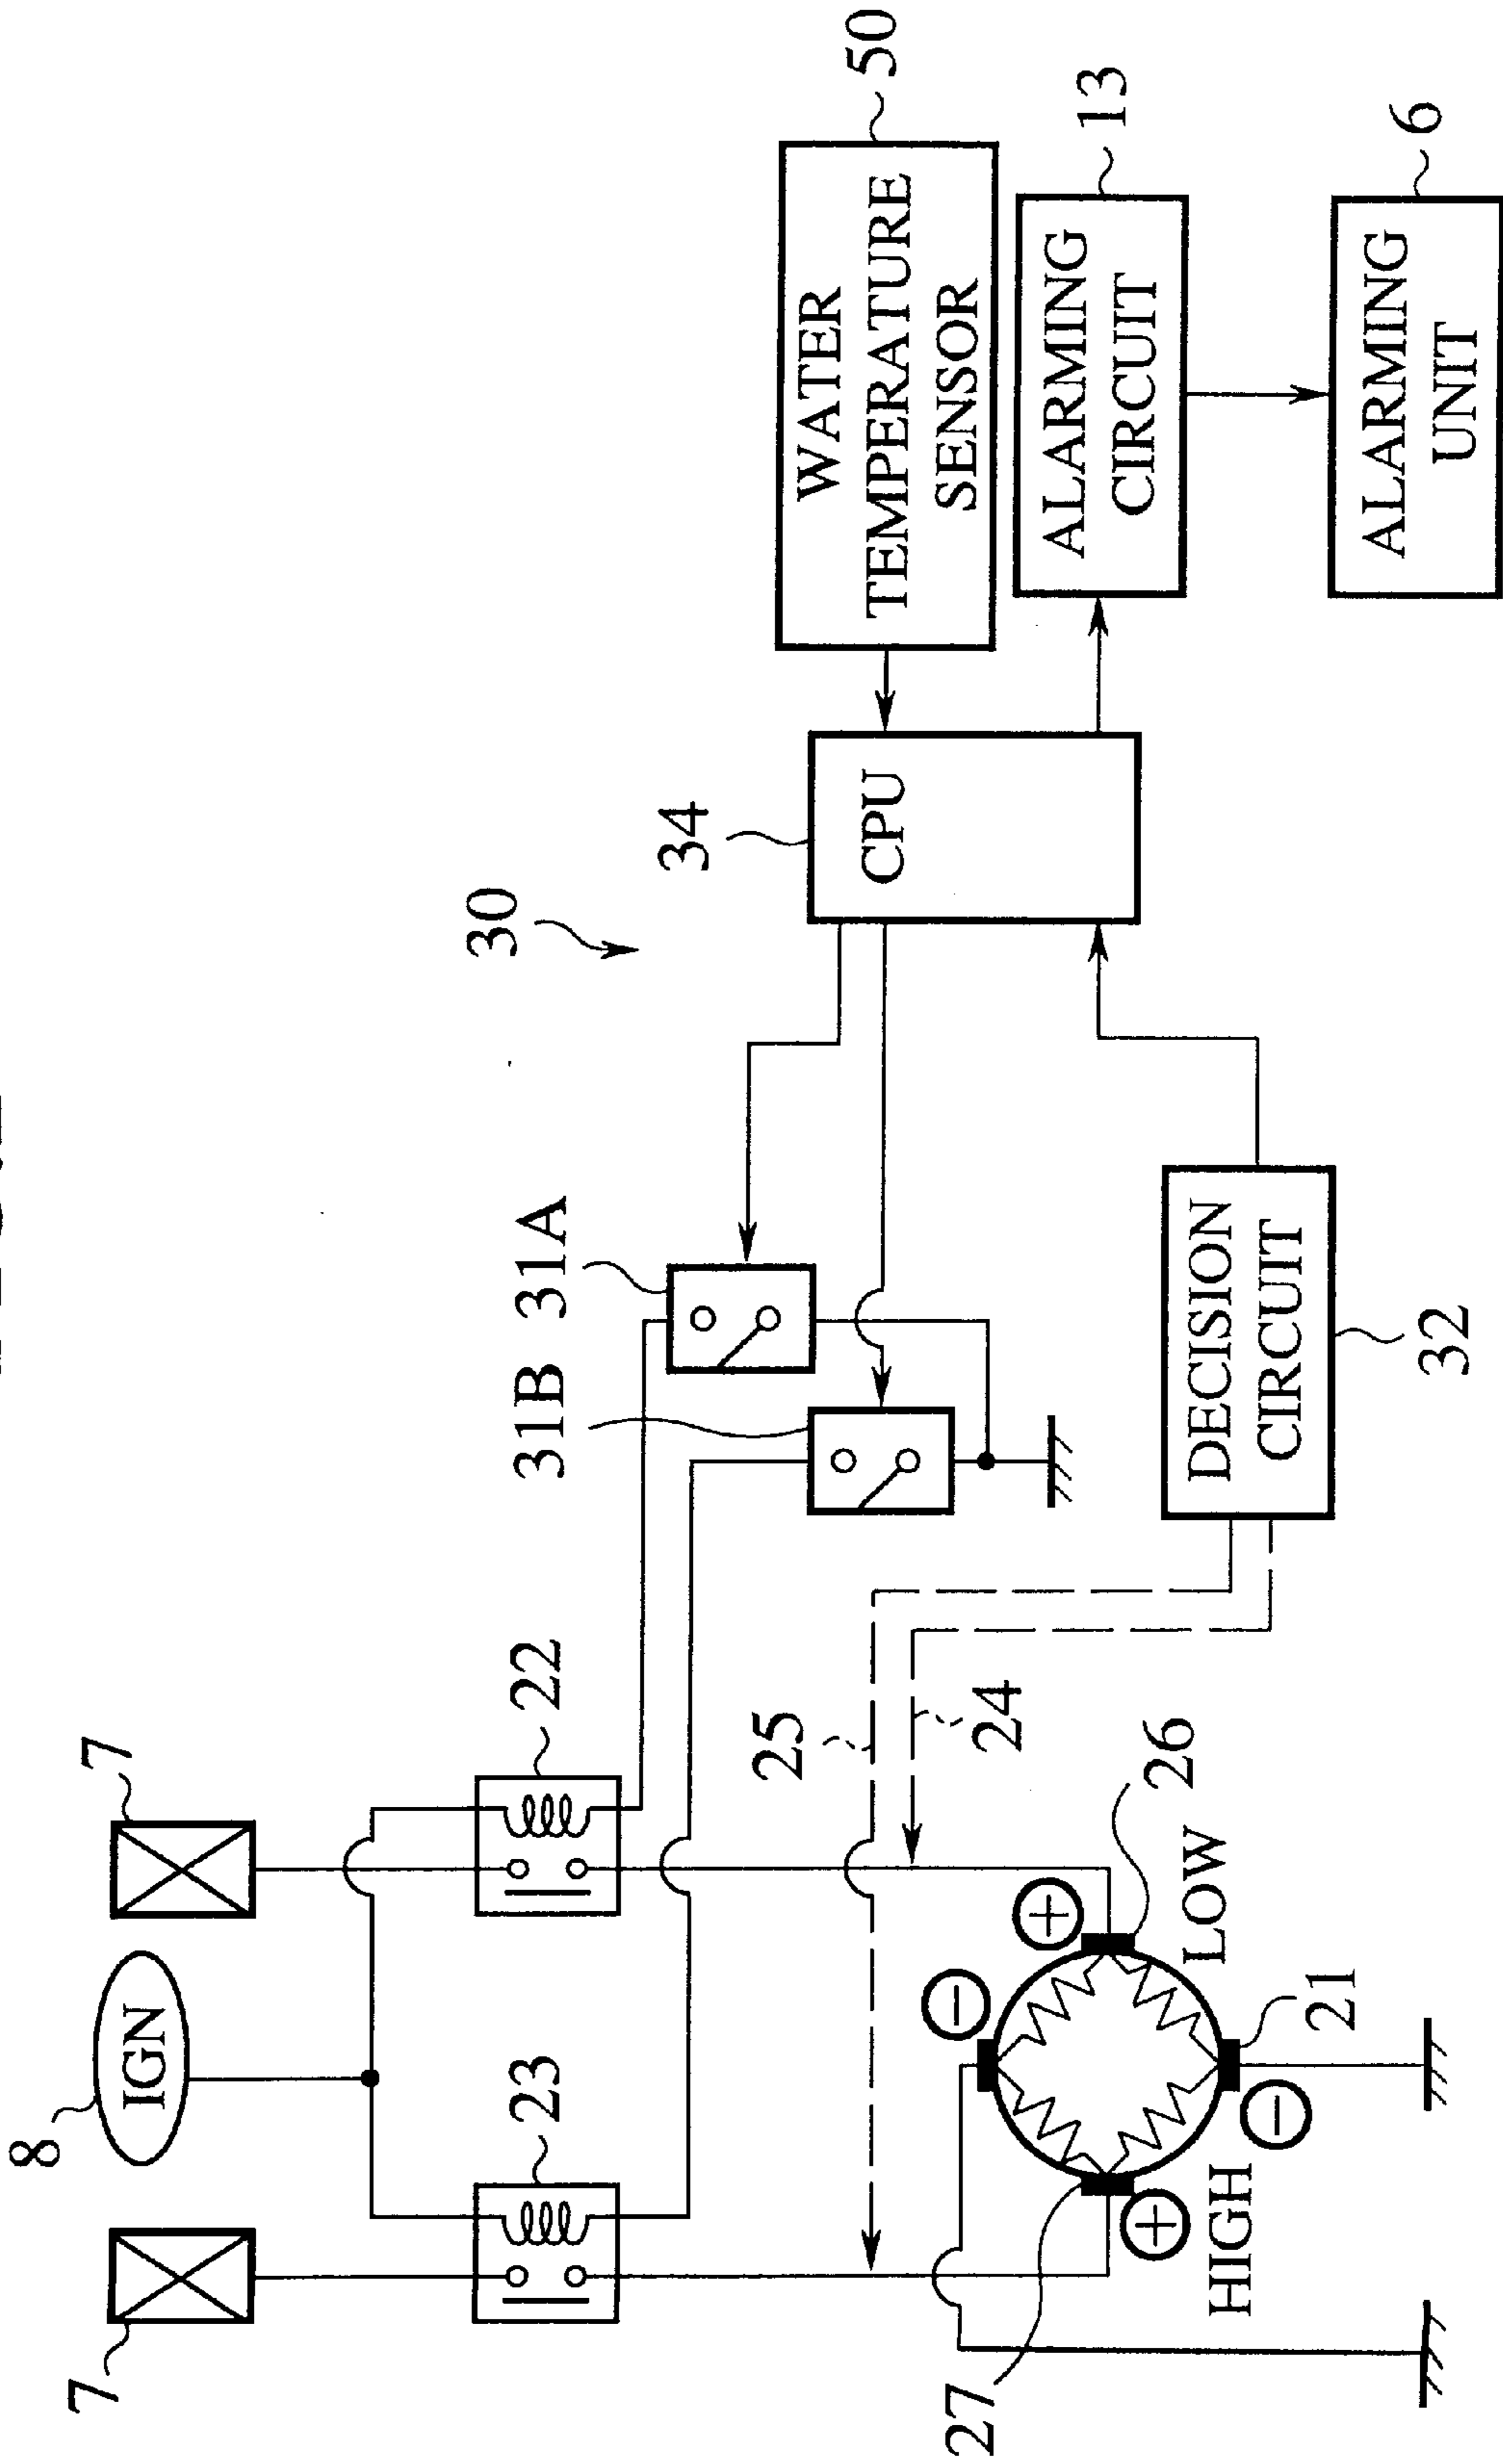 8
IGN
7
7
23
22
30
34
31A
31B
WATER
TEMPERATURE
SENSOR
50
CPU
ALARMING
CIRCUIT
13
ALARMING
UNIT
6
DECISION
CIRCUIT
32
25
24
26
LOW
21
HIGH
27
+
−
+
−